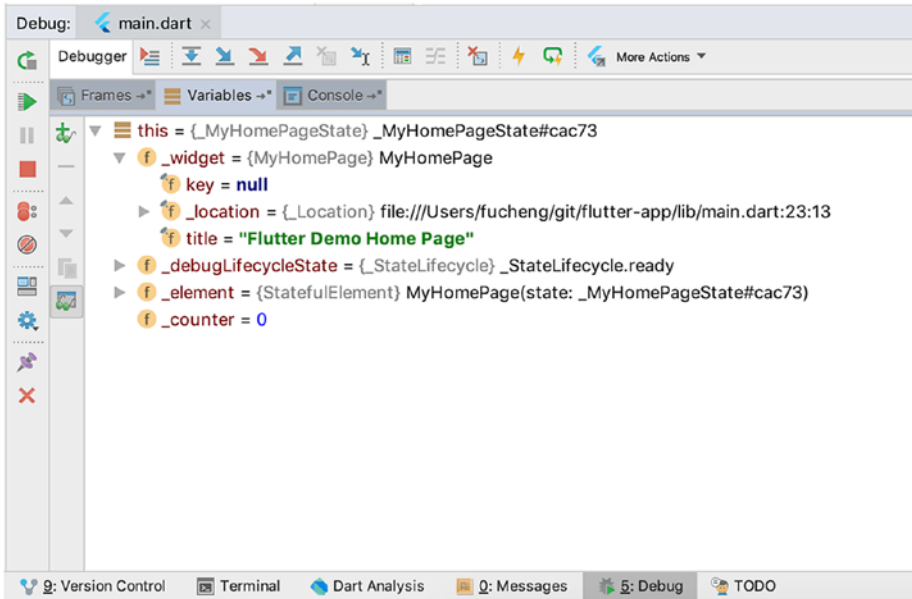 Debug: main.dart
Debugger More Actions
Frames →" Variables →" Console →"
this = {_MyHomePageState} _MyHomePageState#cac73
f _widget = {MyHomePage} MyHomePage
f key = null
f _location = {_Location} file:///Users/fucheng/git/flutter-app/lib/main.dart:23:13
f title = "Flutter Demo Home Page"
f _debugLifecycleState = {_StateLifecycle} _StateLifecycle.ready
f _element = {StatefulElement} MyHomePage(state: _MyHomePageState#cac73)
f _counter = 0
9: Version Control Terminal Dart Analysis 0: Messages 5: Debug TODO